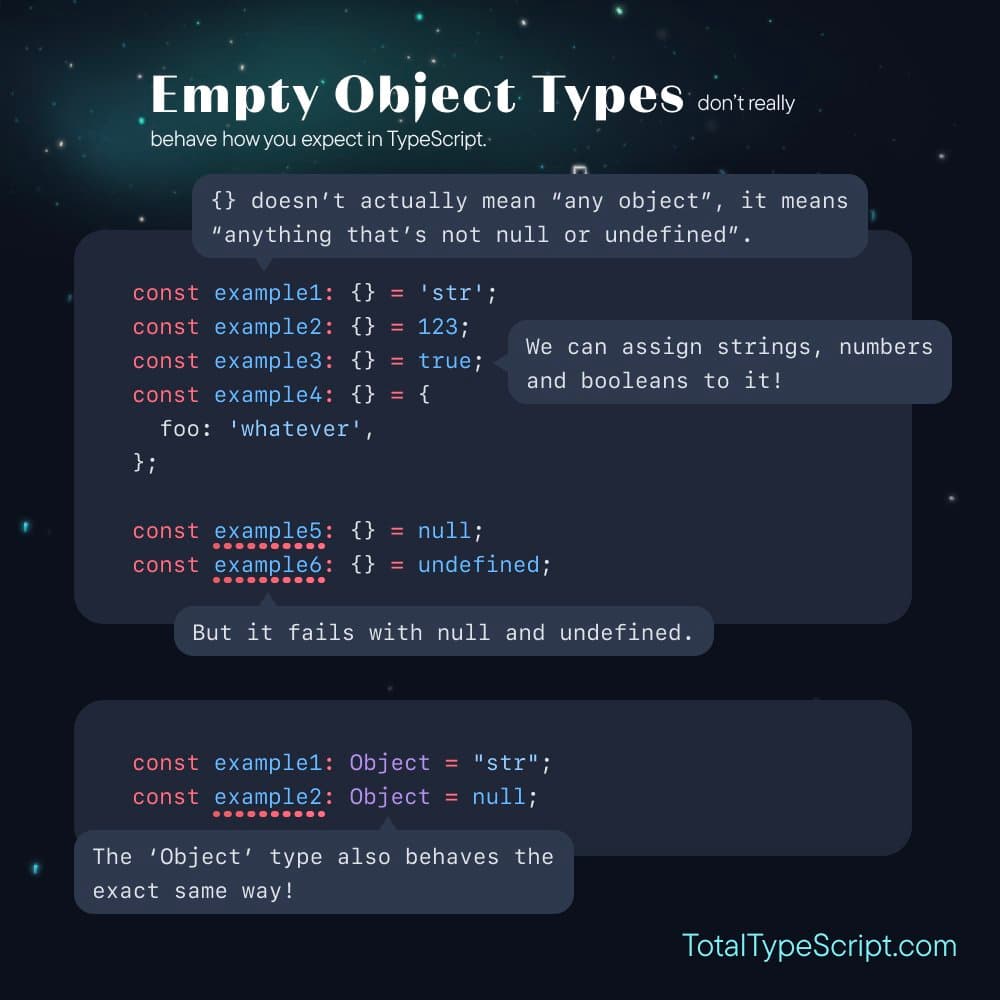 Empty Object Types don’t really
behave how you expect in TypeScript.
{} doesn’t actually mean “any object”, it means
“anything that’s not null or undefined”.
const example1: {} = 'str';
const example2: {} = 123;
const example3: {} = true;
We can assign strings, numbers
and booleans to it!
const example4: {} = {
  foo: 'whatever',
};
const example5: {} = null;
const example6: {} = undefined;
But it fails with null and undefined.
const example1: Object = "str";
const example2: Object = null;
The ‘Object’ type also behaves the
exact same way!
TotalTypeScript.com